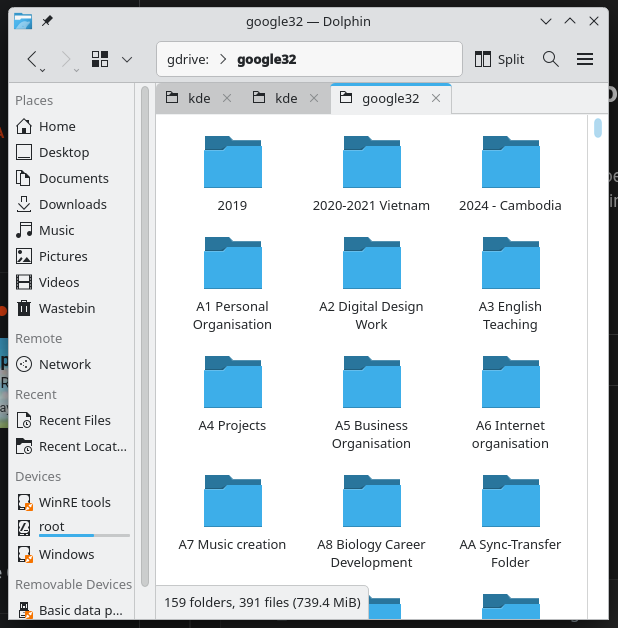 google32 — Dolphin
gdrive: > google32
Split
kde
kde
google32
Places
Home
Desktop
Documents
Downloads
Music
Pictures
Videos
Wastebin
Remote
Network
Recent
Recent Files
Recent Locat...
Devices
WinRE tools
root
Windows
Removable Devices
Basic data p...
2019
2020-2021 Vietnam
2024 - Cambodia
A1 Personal
Organisation
A2 Digital Design
Work
A3 English
Teaching
A4 Projects
A5 Business
Organisation
A6 Internet
organisation
A7 Music creation
A8 Biology Career
Development
AA Sync-Transfer
Folder
159 folders, 391 files (739.4 MiB)